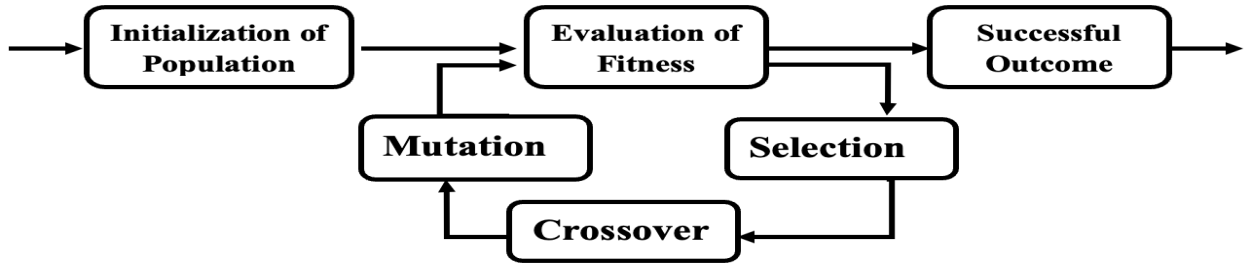 Initialization of
Population
Evaluation of
Fitness
Successful
Outcome
Mutation
Selection
Crossover